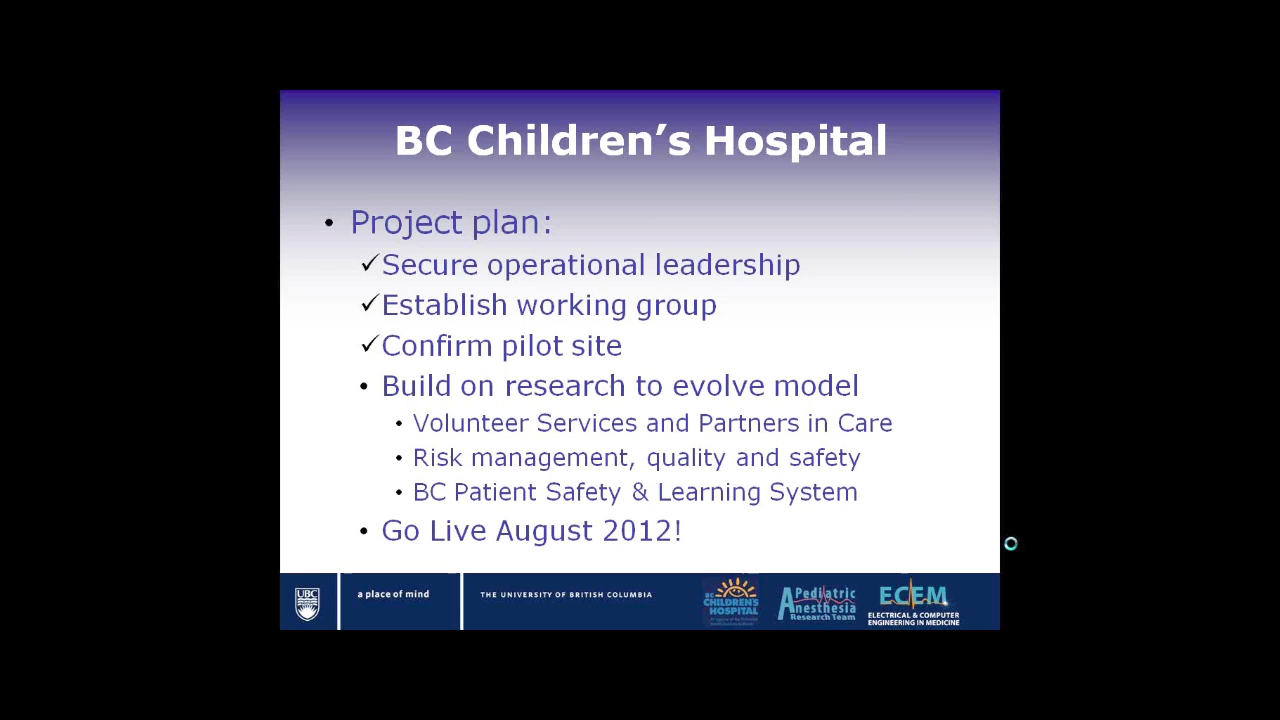 BC Children’s Hospital
• Project plan:
✓Secure operational leadership
✓Establish working group
✓Confirm pilot site
• Build on research to evolve model
• Volunteer Services and Partners in Care
• Risk management, quality and safety
• BC Patient Safety & Learning System
• Go Live August 2012!
UBC
a place of mind
THE UNIVERSITY OF BRITISH COLUMBIA
BC
CHILDREN'S
HOSPITAL
Pediatric
Anesthesia
Research Team
ECEM
ELECTRICAL & COMPUTER
ENGINEERING IN MEDICINE